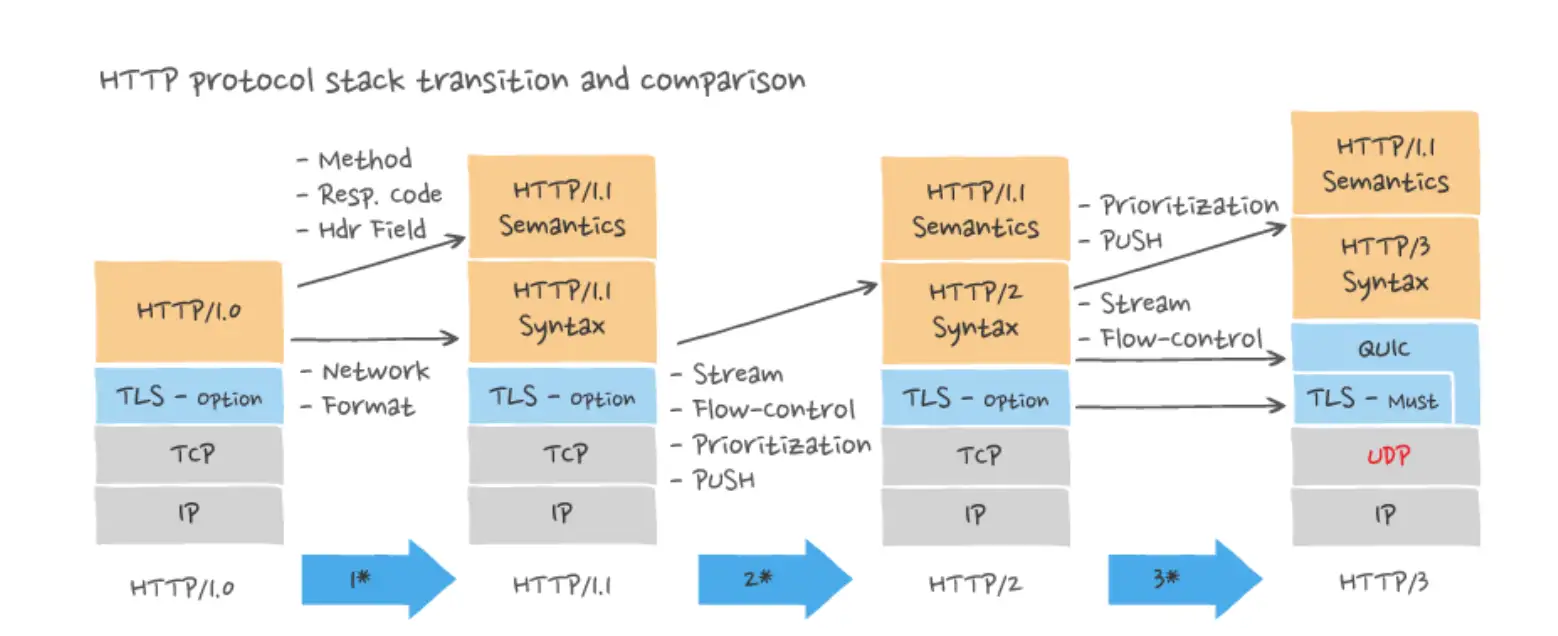 HTTP protocol stack transition and comparison
- Method
- Resp. code
- Hdr Field
HTTP/1.0
- Network
- Format
TLS - option
TCP
IP
HTTP/1.0
1*
HTTP/1.1
Semantics
HTTP/1.1
Syntax
TLS - option
TCP
IP
HTTP/1.1
- Stream
- Flow-control
- Prioritization
- PUSH
2*
HTTP/1.1
Semantics
HTTP/2
Syntax
TLS - option
TCP
IP
HTTP/2
- Prioritization
- PUSH
- Stream
- Flow-control
3*
HTTP/1.1
Semantics
HTTP/3
Syntax
QUIC
TLS - Must
UDP
IP
HTTP/3